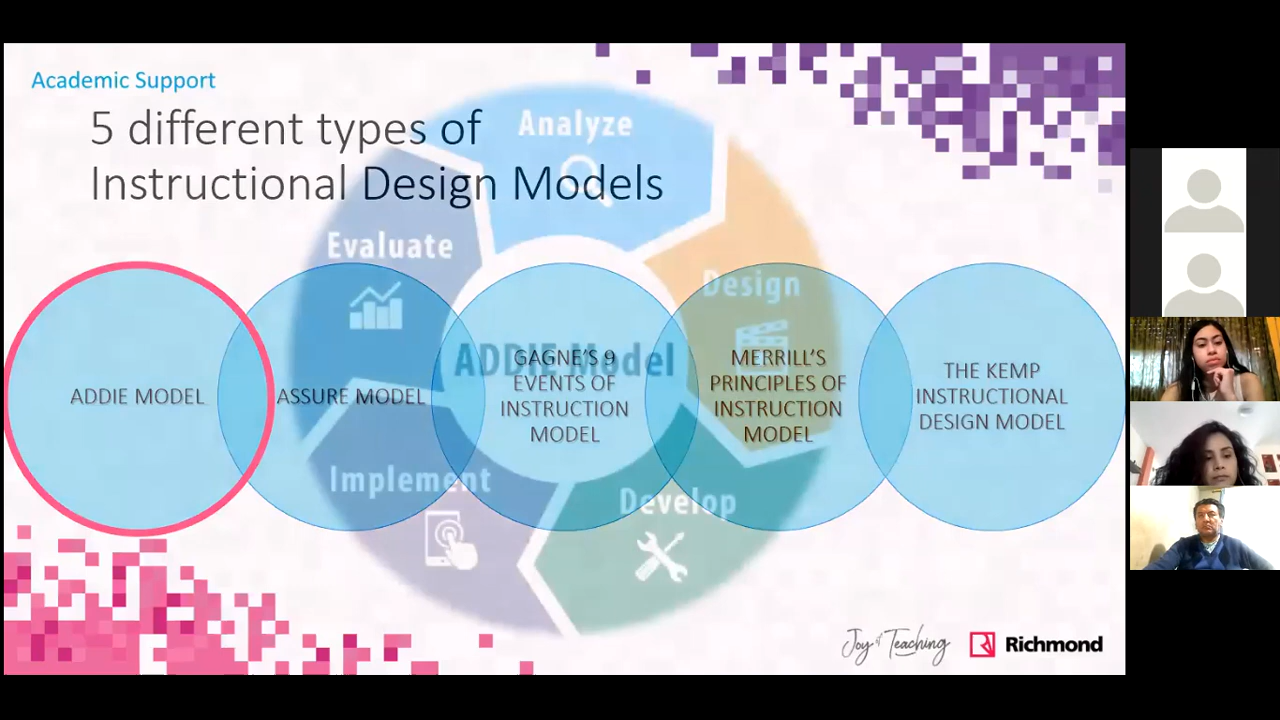 Academic Support
5 different types of
Instructional Design Models
Analyze
Evaluate
Design
ADDIE Model
Implement
Develop
ADDIE MODEL
ASSURE MODEL
GAGNE'S 9
EVENTS OF
INSTRUCTION
MODEL
MERRILL'S
PRINCIPLES OF
INSTRUCTION
MODEL
THE KEMP
INSTRUCTIONAL
DESIGN MODEL
Joy of Teaching
Richmond